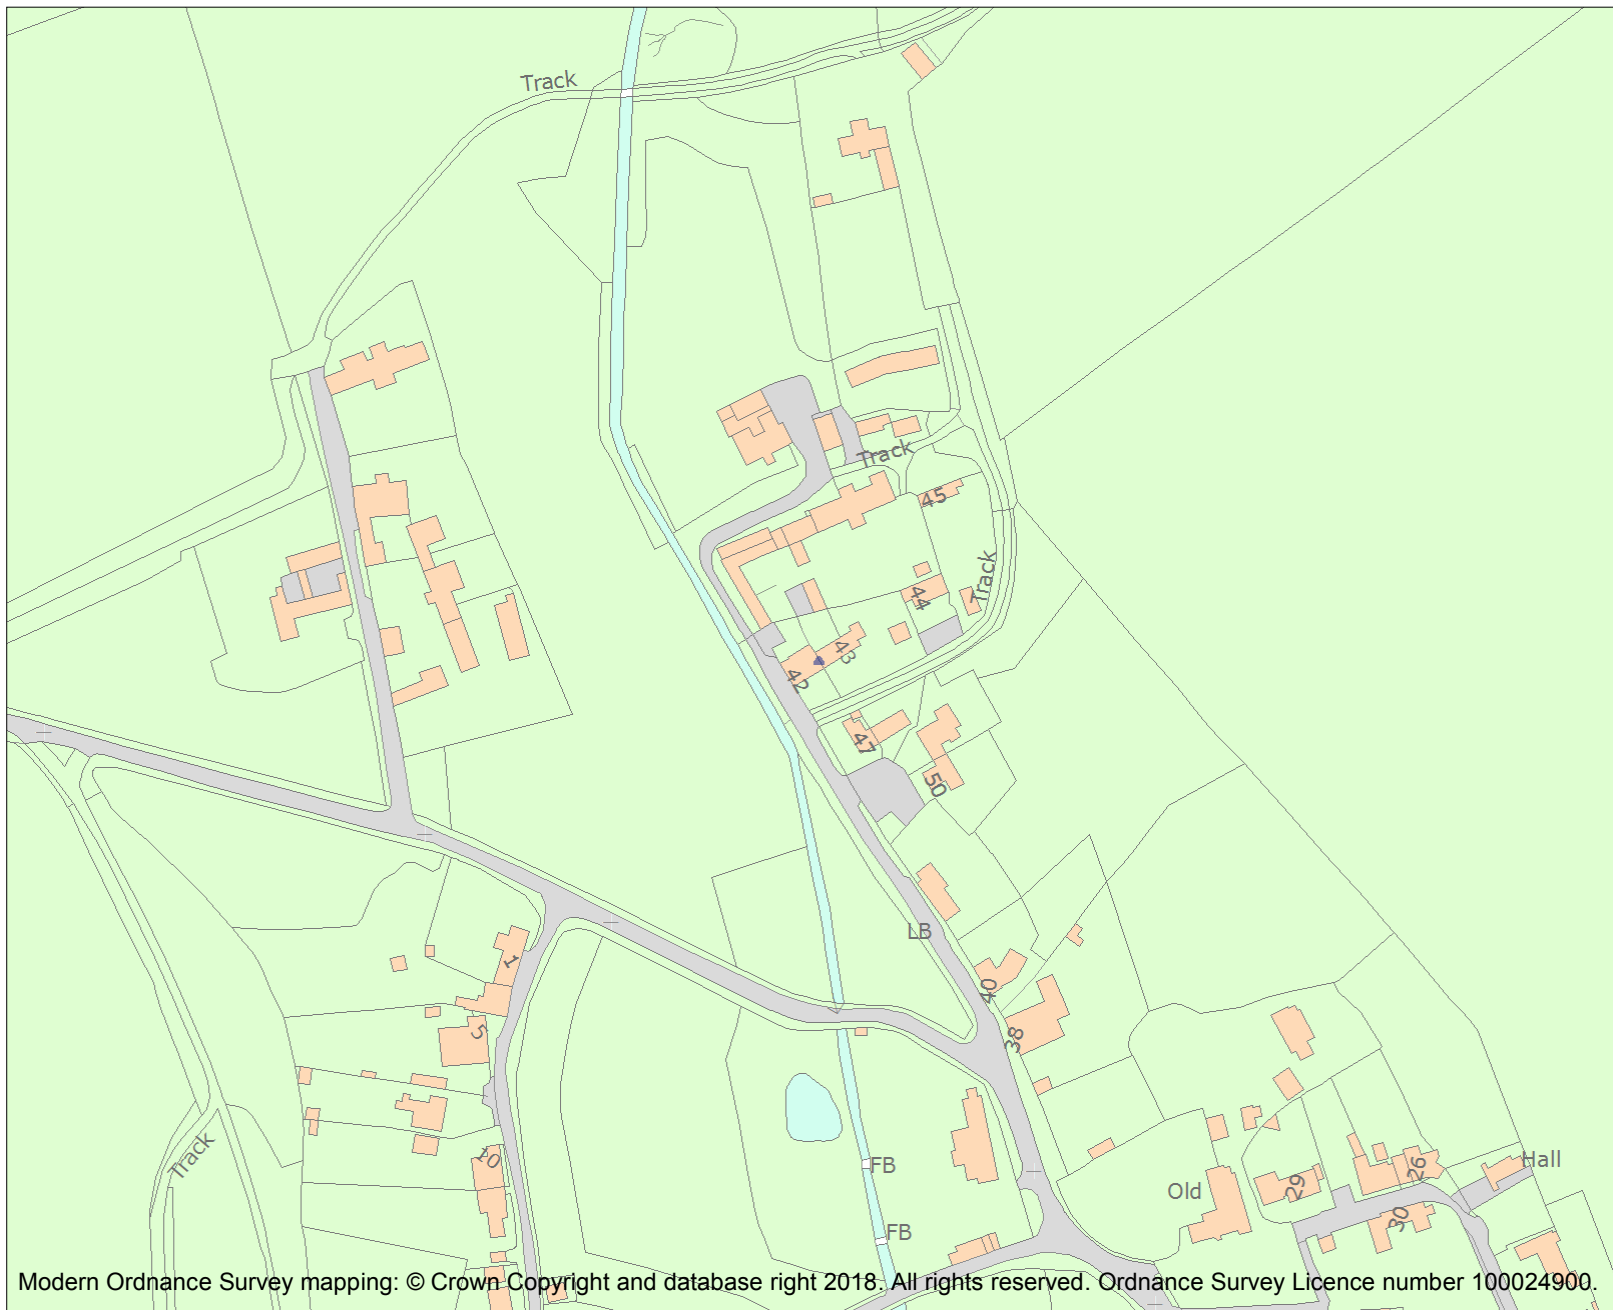 Track
Track
45
Track
44
43
42
47
50
LB
1
40
5
38
Track
10
FB
Hall
26
Old
29
30
FB
Modern Ordnance Survey mapping: © Crown Copyright and database right 2018. All rights reserved. Ordnance Survey Licence number 100024900.